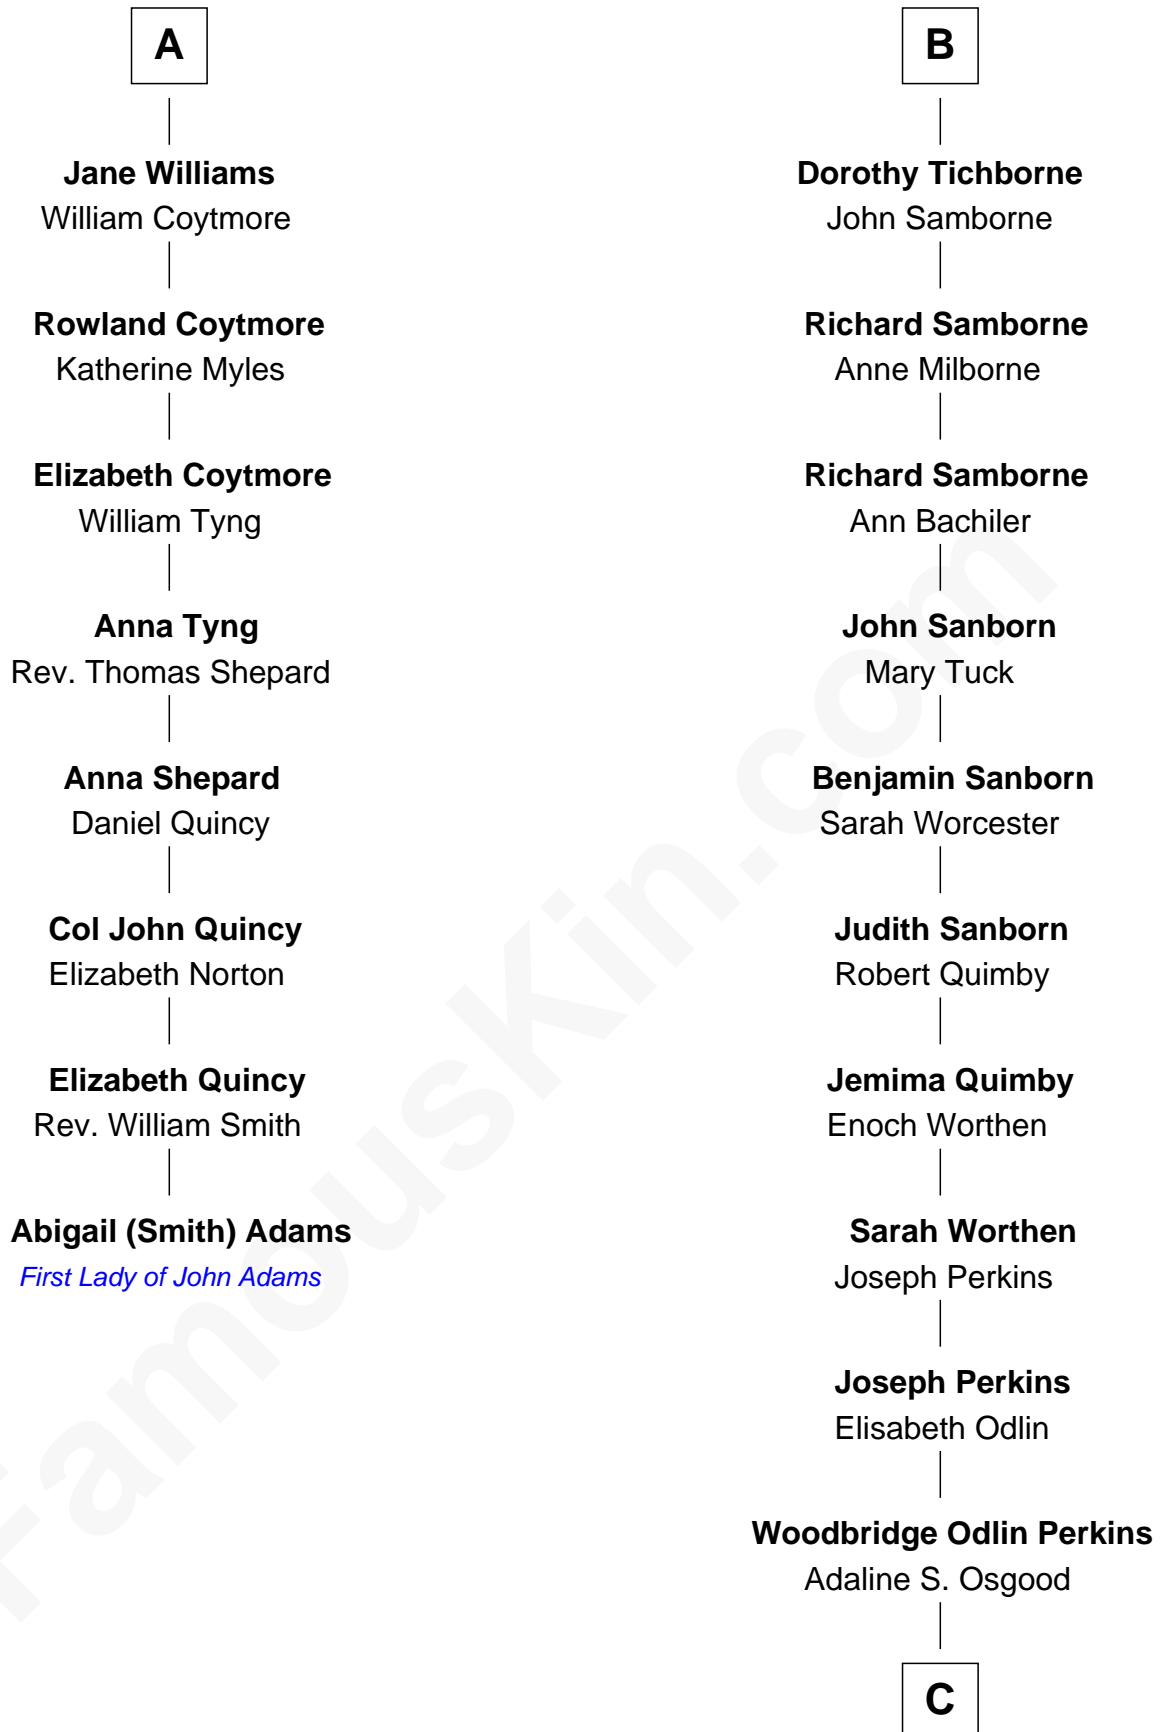 A
Jane Williams
William Coytmore
Rowland Coytmore
Katherine Myles
Elizabeth Coytmore
William Tyng
Anna Tyng
Rev. Thomas Shepard
Anna Shepard
Daniel Quincy
Col John Quincy
Elizabeth Norton
Elizabeth Quincy
Rev. William Smith
Abigail (Smith) Adams
First Lady of John Adams
B
Dorothy Tichborne
John Samborne
Richard Samborne
Anne Milborne
Richard Samborne
Ann Bachiler
John Sanborn
Mary Tuck
Benjamin Sanborn
Sarah Worcester
Judith Sanborn
Robert Quimby
Jemima Quimby
Enoch Worthen
Sarah Worthen
Joseph Perkins
Joseph Perkins
Elisabeth Odlin
Woodbridge Odlin Perkins
Adaline S. Osgood
C
FamousKin.com